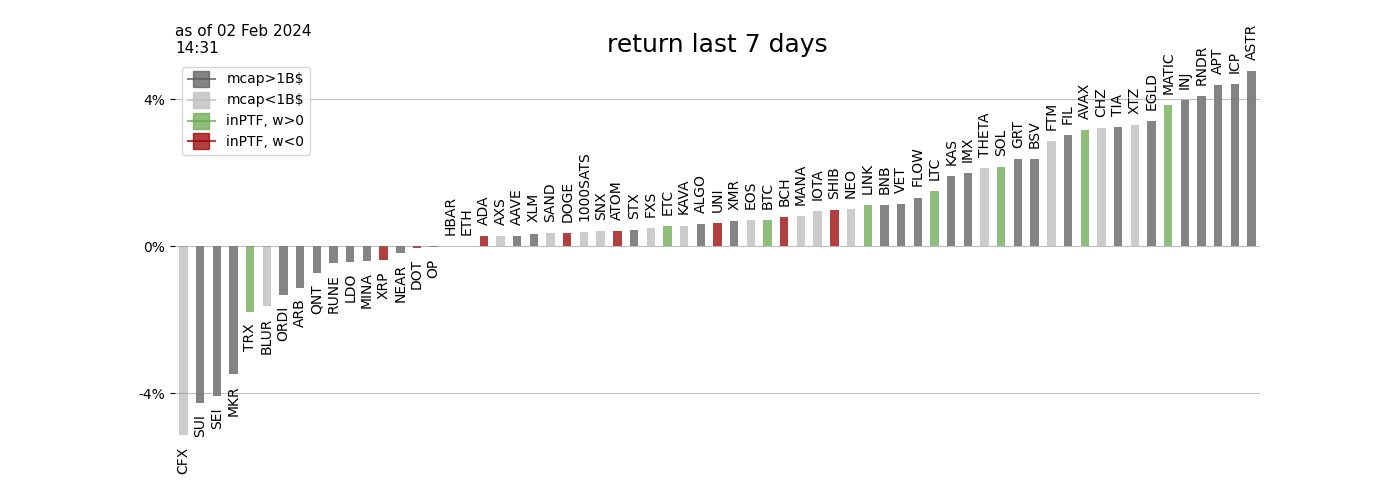 as of 02 Feb 2024
14:31
return last 7 days
mcap>1B$
mcap<1B$
inPTF, w>0
inPTF, w<0
4%
0%
-4%
CFX
SUI
SEI
MKR
TRX
BLUR
ORDI
ARB
QNT
RUNE
LDO
MINA
XRP
NEAR
DOT
OP
HBAR
ETH
ADA
AXS
AAVE
XLM
SAND
DOGE
1000SATS
SNX
ATOM
STX
FXS
ETC
KAVA
ALGO
UNI
XMR
EOS
BTC
BCH
MANA
IOTA
SHIB
NEO
LINK
BNB
VET
FLOW
LTC
KAS
IMX
THETA
SOL
GRT
BSV
FTM
FIL
AVAX
CHZ
TIA
XTZ
EGLD
MATIC
INJ
RNDR
APT
ICP
ASTR